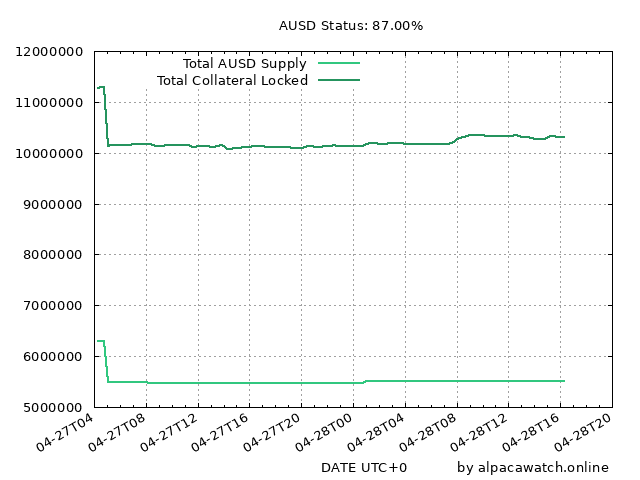 AUSD Status: 87.00%
Total AUSD Supply
Total Collateral Locked
12000000
11000000
10000000
9000000
8000000
7000000
6000000
5000000
04-27T04
04-27T08
04-27T12
04-27T16
04-27T20
04-28T00
04-28T04
04-28T08
04-28T12
04-28T16
04-28T20
DATE UTC+0
by alpacawatch.online